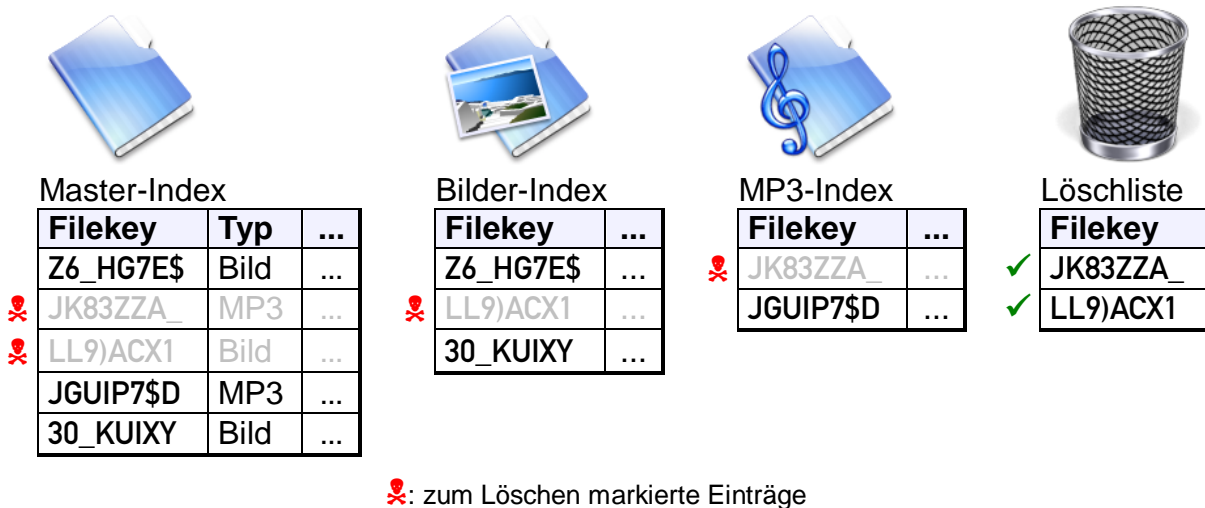 Master-Index
Filekey Typ ...
Z6_HG7E$ Bild ...
JK83ZZA_ MP3 ...
LL9)ACX1 Bild ...
JGUIP7$D MP3 ...
30_KUIXY Bild ...
Bilder-Index
Filekey ...
Z6_HG7E$ ...
LL9)ACX1 ...
30_KUIXY ...
MP3-Index
Filekey ...
JK83ZZA_ ...
JGUIP7$D ...
Löschliste
Filekey
✓ JK83ZZA_
✓ LL9)ACX1
☠: zum Löschen markierte Einträge